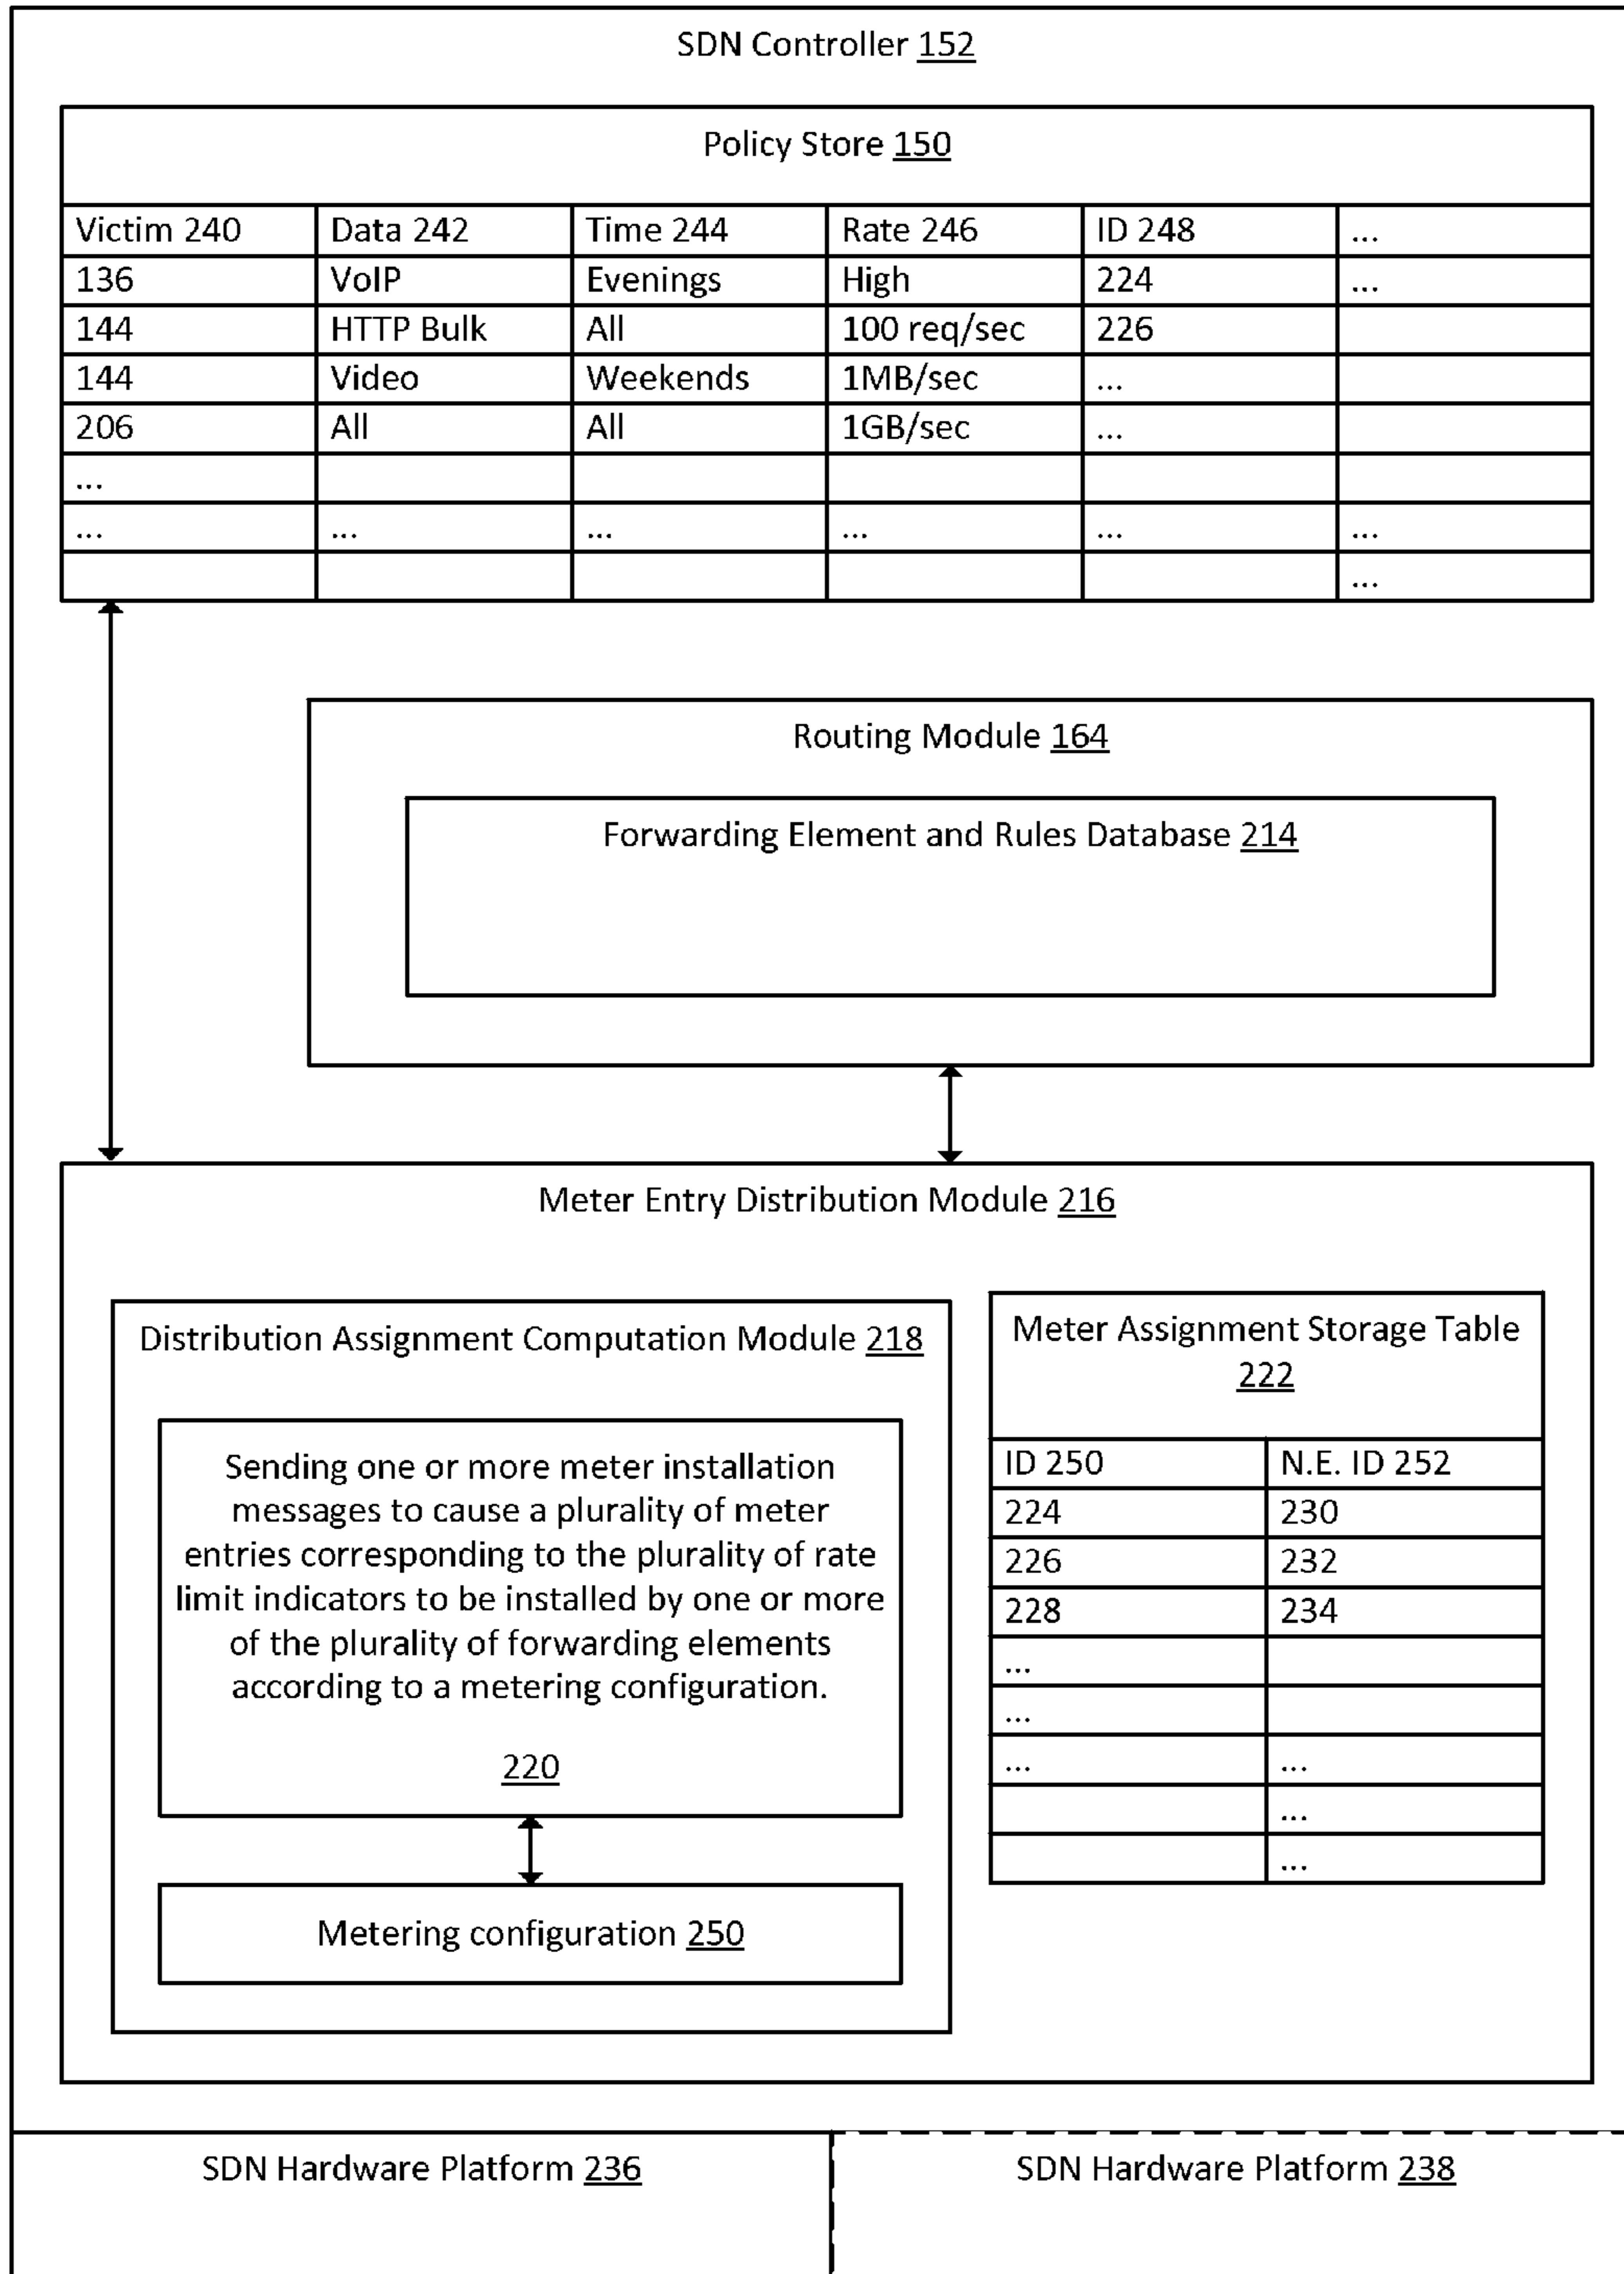 SDN Controller 152
Policy Store 150
Victim 240 Data 242 Time 244 Rate 246 ID 248 ...
136 VoIP Evenings High 224 ...
144 HTTP Bulk All 100 req/sec 226
144 Video Weekends 1MB/sec ...
206 All All 1GB/sec ...
...
... ... ... ... ... ...
...
Routing Module 164
Forwarding Element and Rules Database 214
Meter Entry Distribution Module 216
Distribution Assignment Computation Module 218
Sending one or more meter installation
messages to cause a plurality of meter
entries corresponding to the plurality of rate
limit indicators to be installed by one or more
of the plurality of forwarding elements
according to a metering configuration.
220
Metering configuration 250
Meter Assignment Storage Table
222
ID 250 N.E. ID 252
224 230
226 232
228 234
...
...
... ...
...
...
SDN Hardware Platform 236
SDN Hardware Platform 238